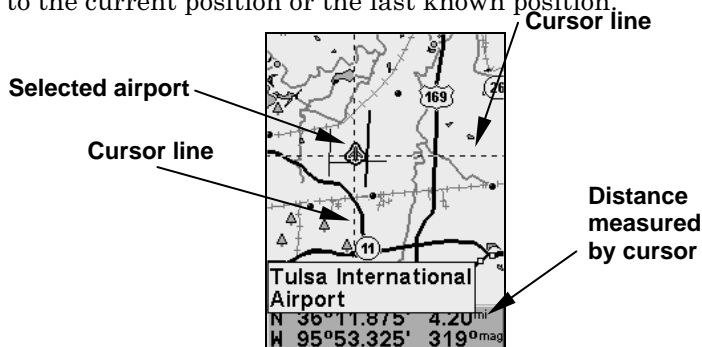 to the current position or the last known position.
Cursor line
Selected airport
169
26
Cursor line
Distance
measured
by cursor
11
Tulsa International
Airport
N 36°11.875' 4.20mi
W 95°53.325' 319°mag